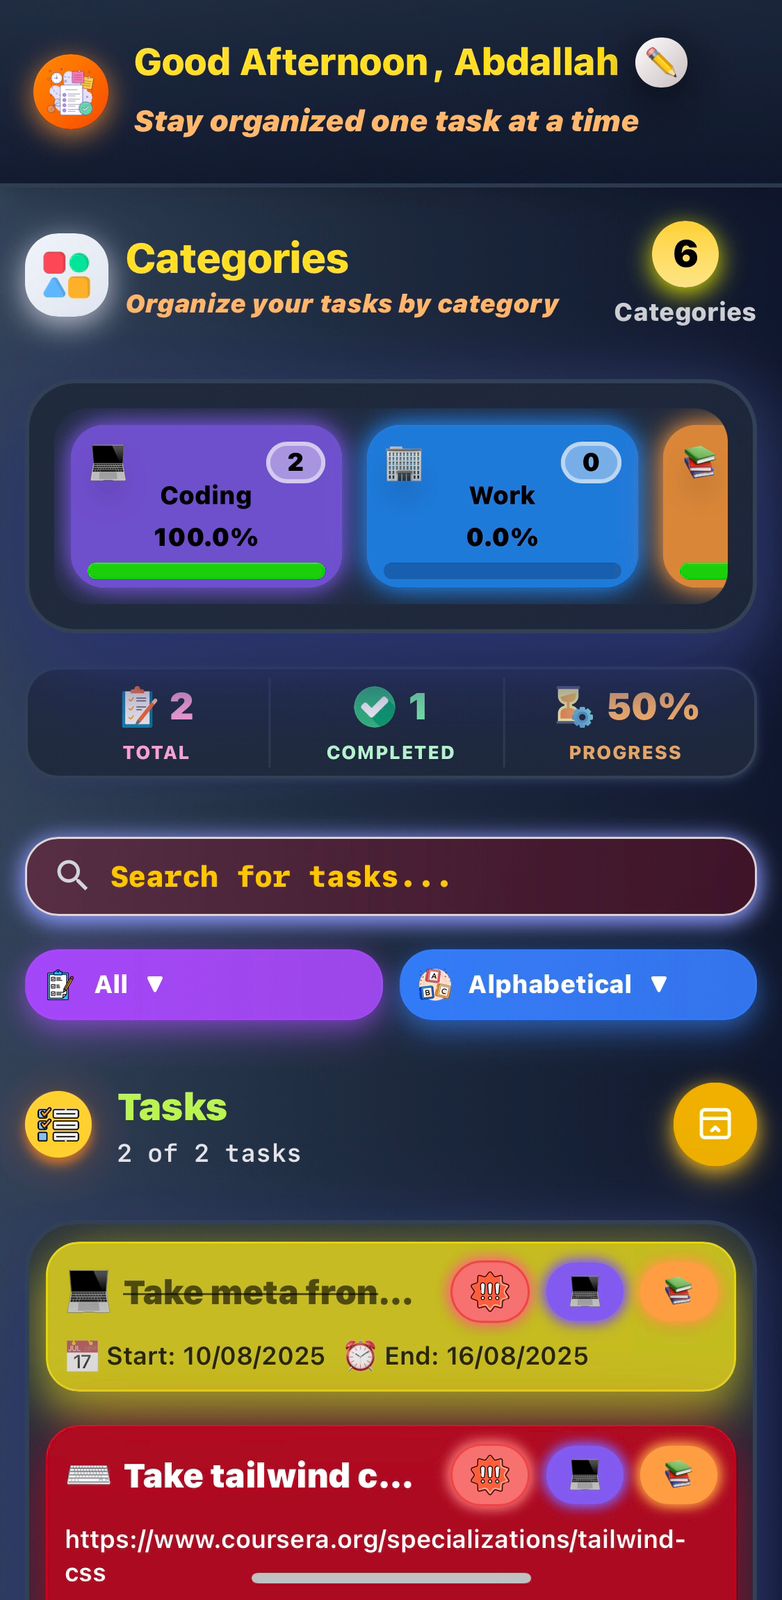 Good Afternoon, Abdallah
Stay organized one task at a time
Categories
Organize your tasks by category
6
Categories
2
Coding
100.0%
0
Work
0.0%
2
TOTAL
1
COMPLETED
50%
PROGRESS
Search for tasks...
All ▼
Alphabetical ▼
Tasks
2 of 2 tasks
Take meta fron...
Start: 10/08/2025 End: 16/08/2025
Take tailwind c...
https://www.coursera.org/specializations/tailwind-
css